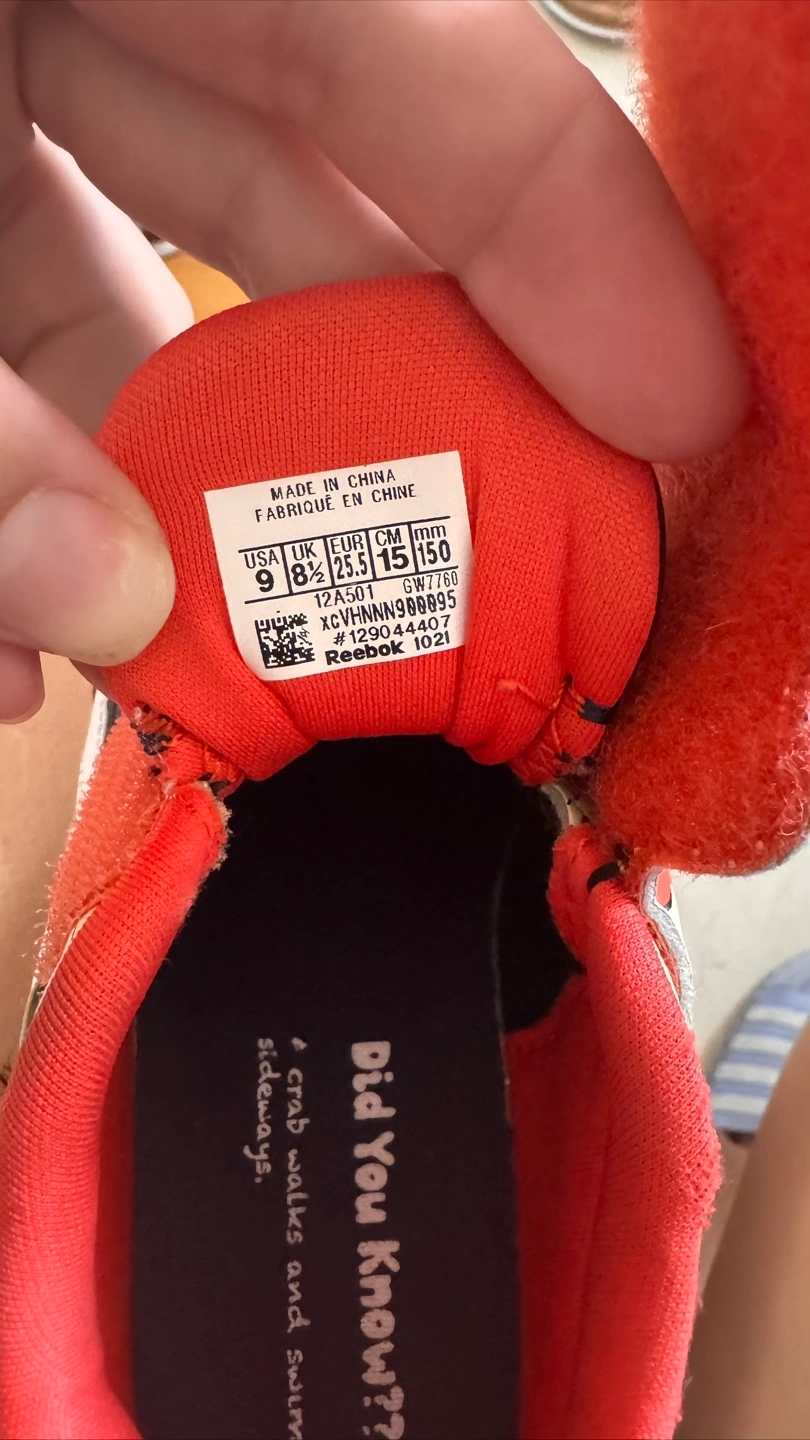 MADE IN CHINA
FABRIQUÉ EN CHINE
USA UK EUR CM mm
9 8½ 25.5 15 150
12A501 GW7760
XCVHNNN900095
#129044407
Reebok 1021
Did You Know??
A crab walks and swim
sideways.